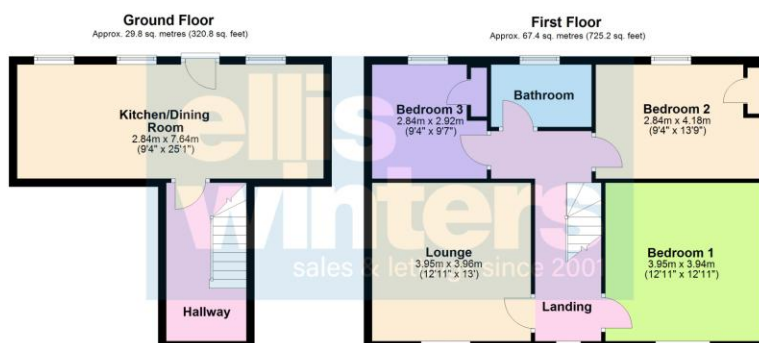 Ground Floor
Approx. 29.8 sq. metres (320.8 sq. feet)
Kitchen/Dining
Room
2.84m x 7.64m
(9'4" x 25'1")
Hallway
First Floor
Approx. 67.4 sq. metres (725.2 sq. feet)
Bedroom 3
2.84m x 2.92m
(9'4" x 9'7")
Bathroom
Bedroom 2
2.84m x 4.18m
(9'4" x 13'9")
Lounge
3.95m x 3.96m
(12'11" x 13')
Landing
Bedroom 1
3.95m x 3.94m
(12'11" x 12'11")
ellis
winters
sales & lettings since 2001